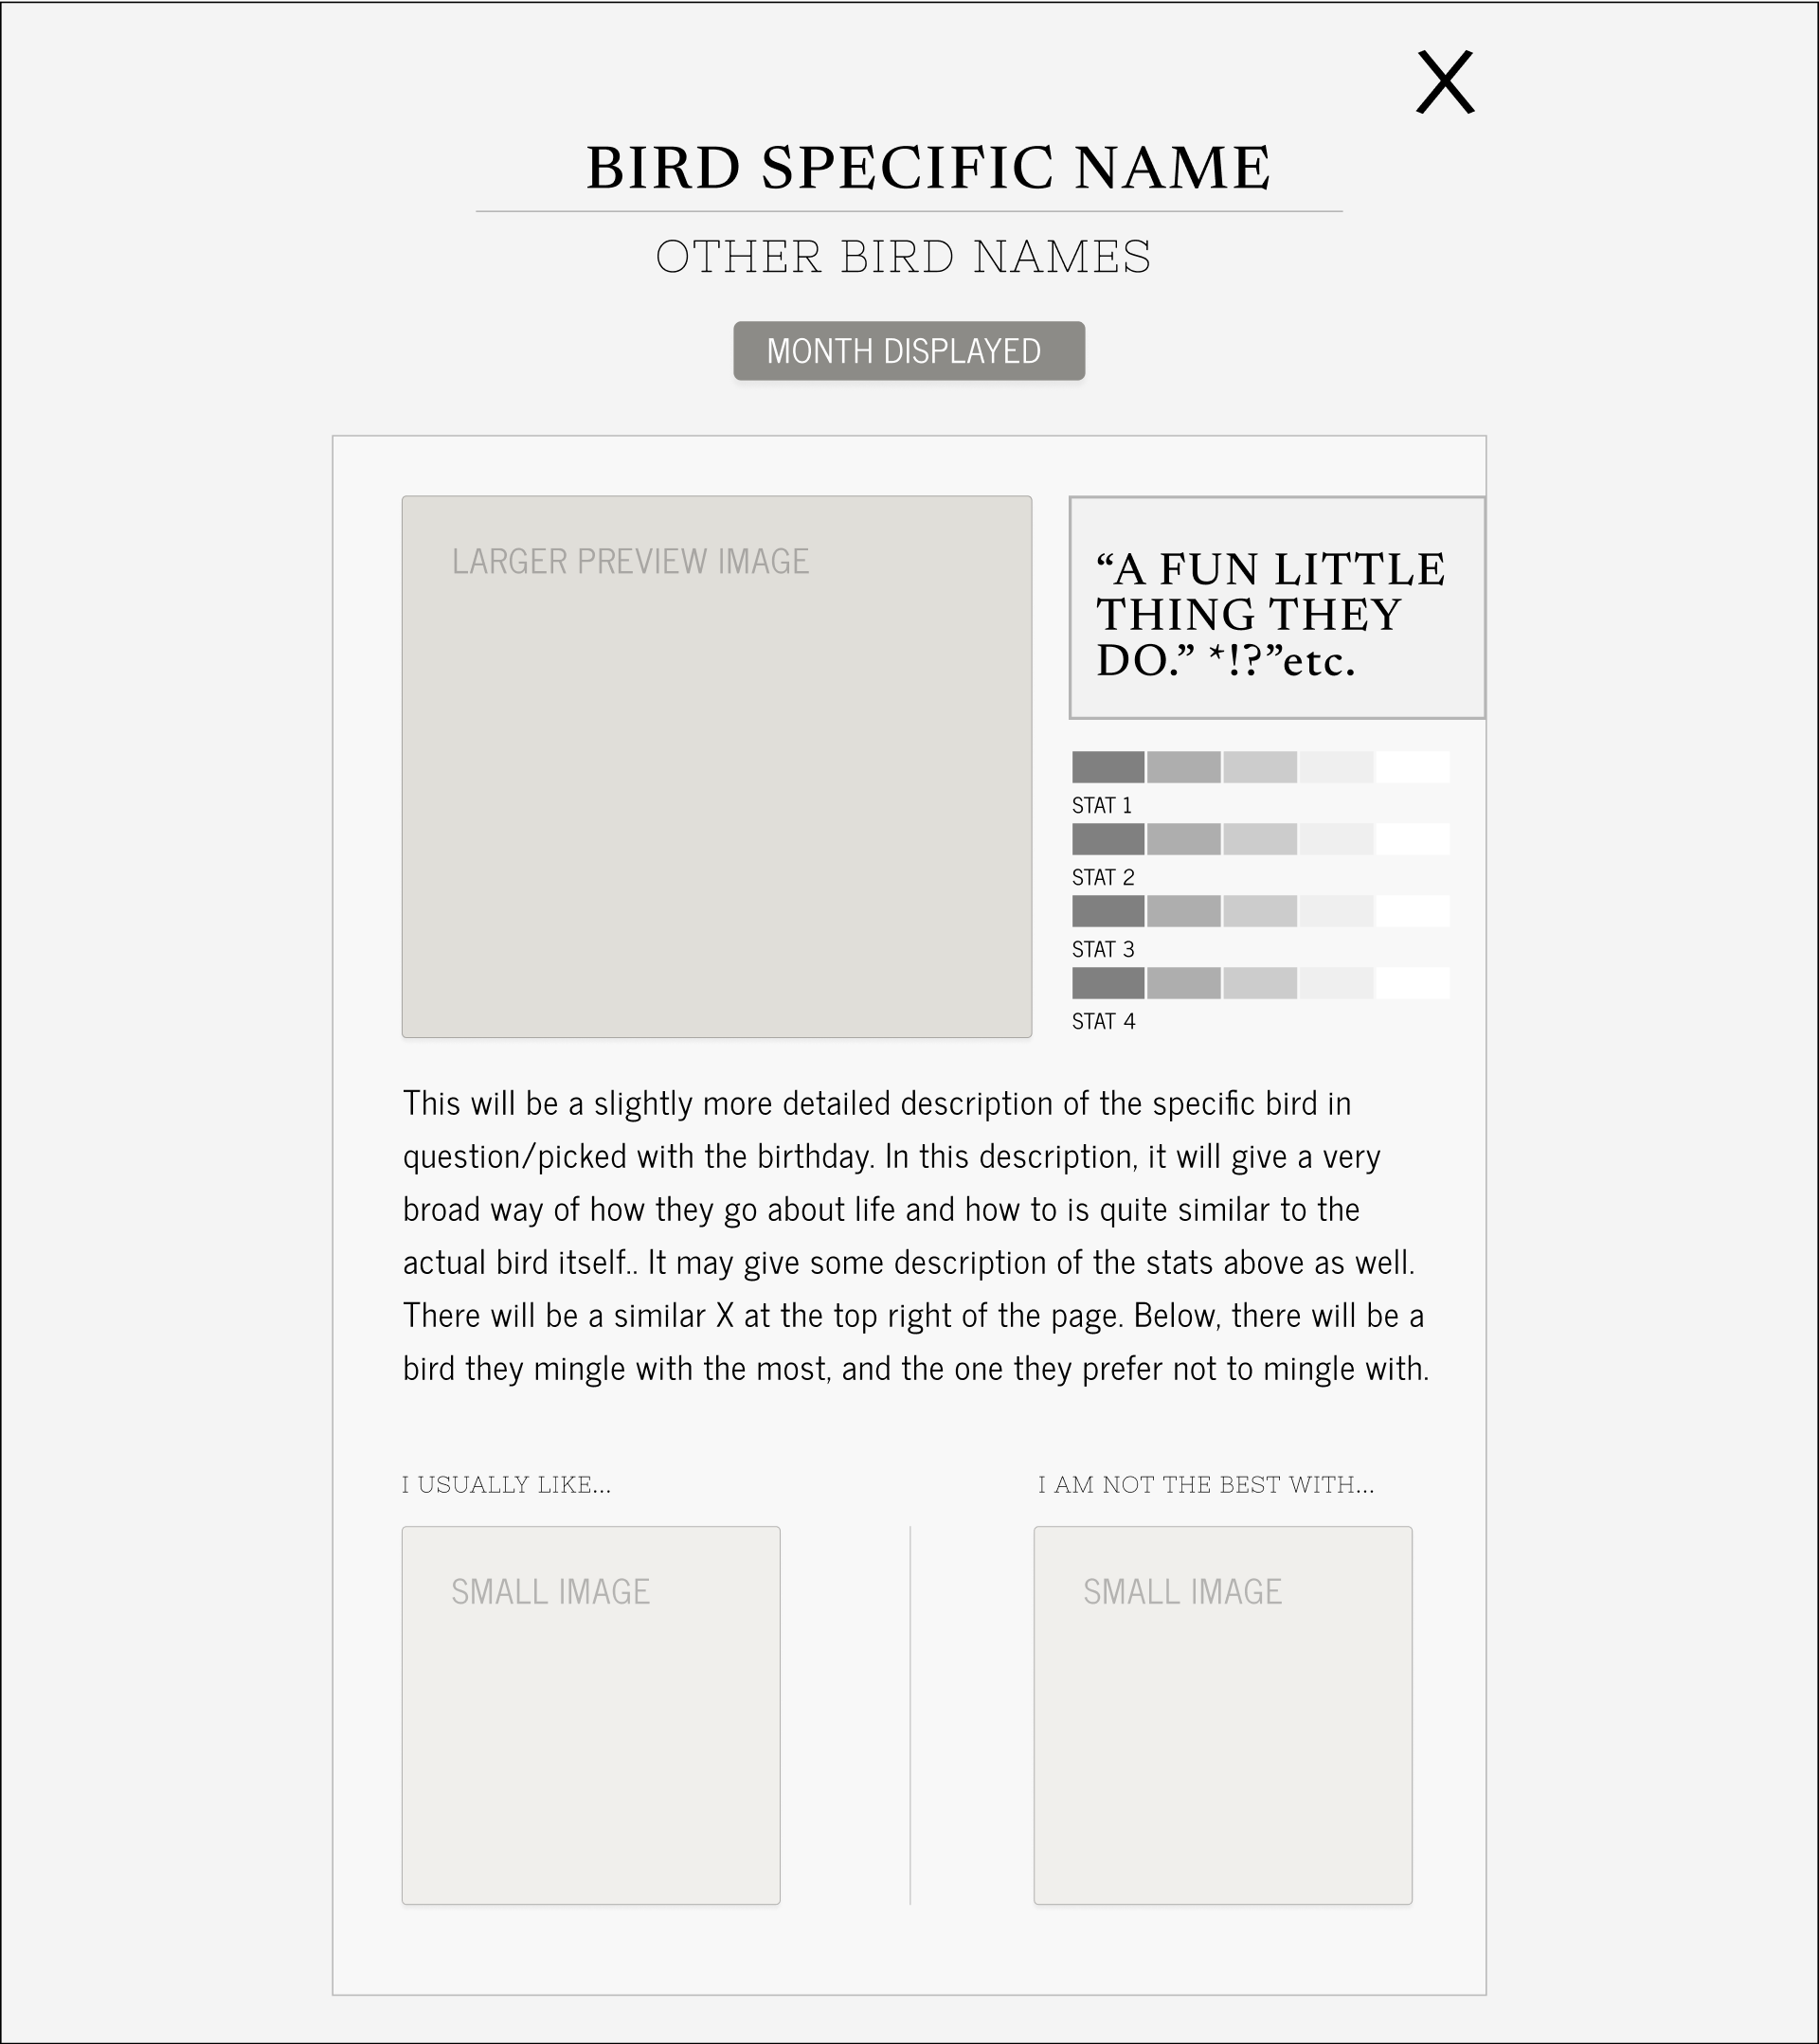 X
BIRD SPECIFIC NAME
OTHER BIRD NAMES
MONTH DISPLAYED
LARGER PREVIEW IMAGE
“A FUN LITTLE
THING THEY
DO.” *!?”etc.
STAT 1
STAT 2
STAT 3
STAT 4
This will be a slightly more detailed description of the specific bird in
question/picked with the birthday. In this description, it will give a very
broad way of how they go about life and how to is quite similar to the
actual bird itself.. It may give some description of the stats above as well.
There will be a similar X at the top right of the page. Below, there will be a
bird they mingle with the most, and the one they prefer not to mingle with.
I USUALLY LIKE...
I AM NOT THE BEST WITH...
SMALL IMAGE
SMALL IMAGE